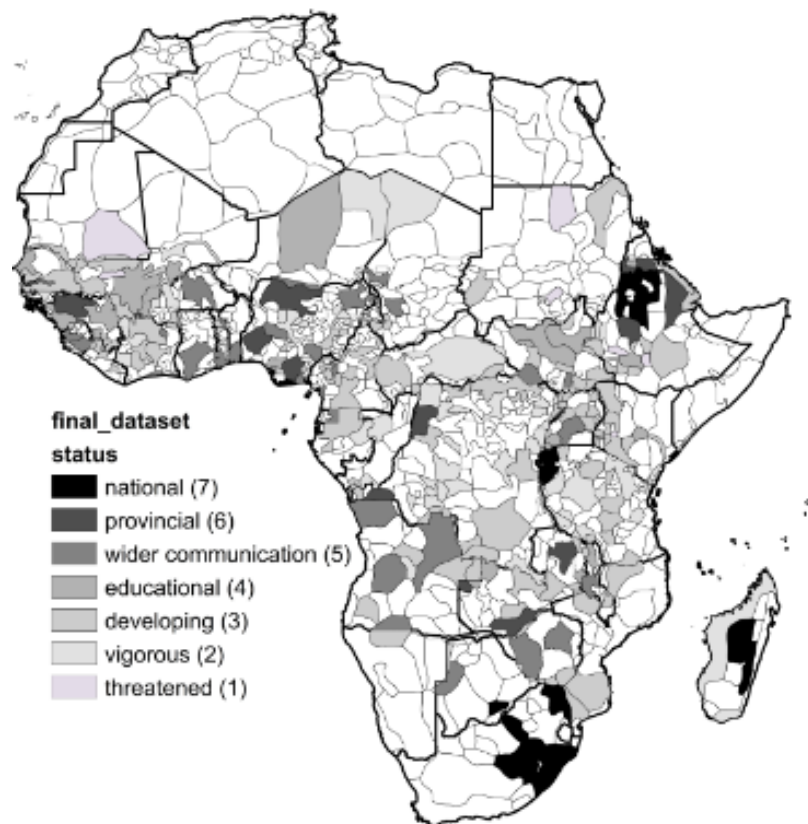 final_dataset
status
national (7)
provincial (6)
wider communication (5)
educational (4)
developing (3)
vigorous (2)
threatened (1)